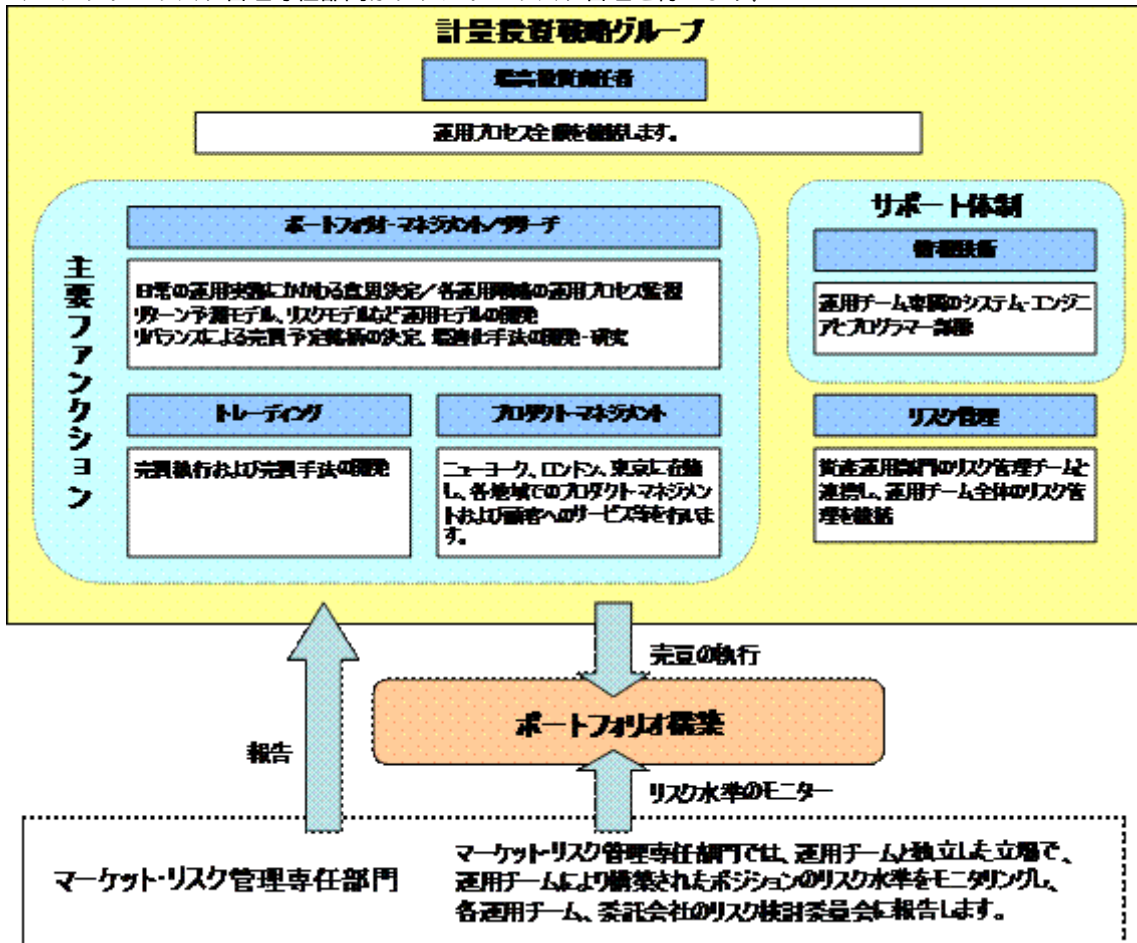 計量投資戦略グループ
最高投資責任者
運用プロセス全般を統括します。
主要ファンクション
ポートフォリオ・マネジメント/リサーチ
日常の運用実務にかかわる意思決定/各運用戦略の運用プロセス監視
リターン予測モデル、リスクモデルなど運用モデルの開発
リバランスによる売買予定銘柄の決定、最適化手法の開発・研究
トレーディング
売買執行および売買手法の開発
プロダクト・マネジメント
ニューヨーク、ロンドン、東京に在籍
し、各地域でのプロダクト・マネジメン
トおよび顧客へのサービス等を行いま
す。
サポート体制
管理技術
運用チーム専属のシステム・エンジニ
アとプログラマー部隊
リスク管理
資産運用部門のリスク管理チームと
連携し、運用チーム全体のリスク管
理を統括
売買の執行
ポートフォリオ構築
報告
リスク水準のモニター
マーケット・リスク管理専任部門
マーケット・リスク管理専任部門では、運用チームと独立した立場で、
運用チームにより構築されたポジションのリスク水準をモニタリングし、
各運用チーム、委託会社のリスク検討委員会に報告します。